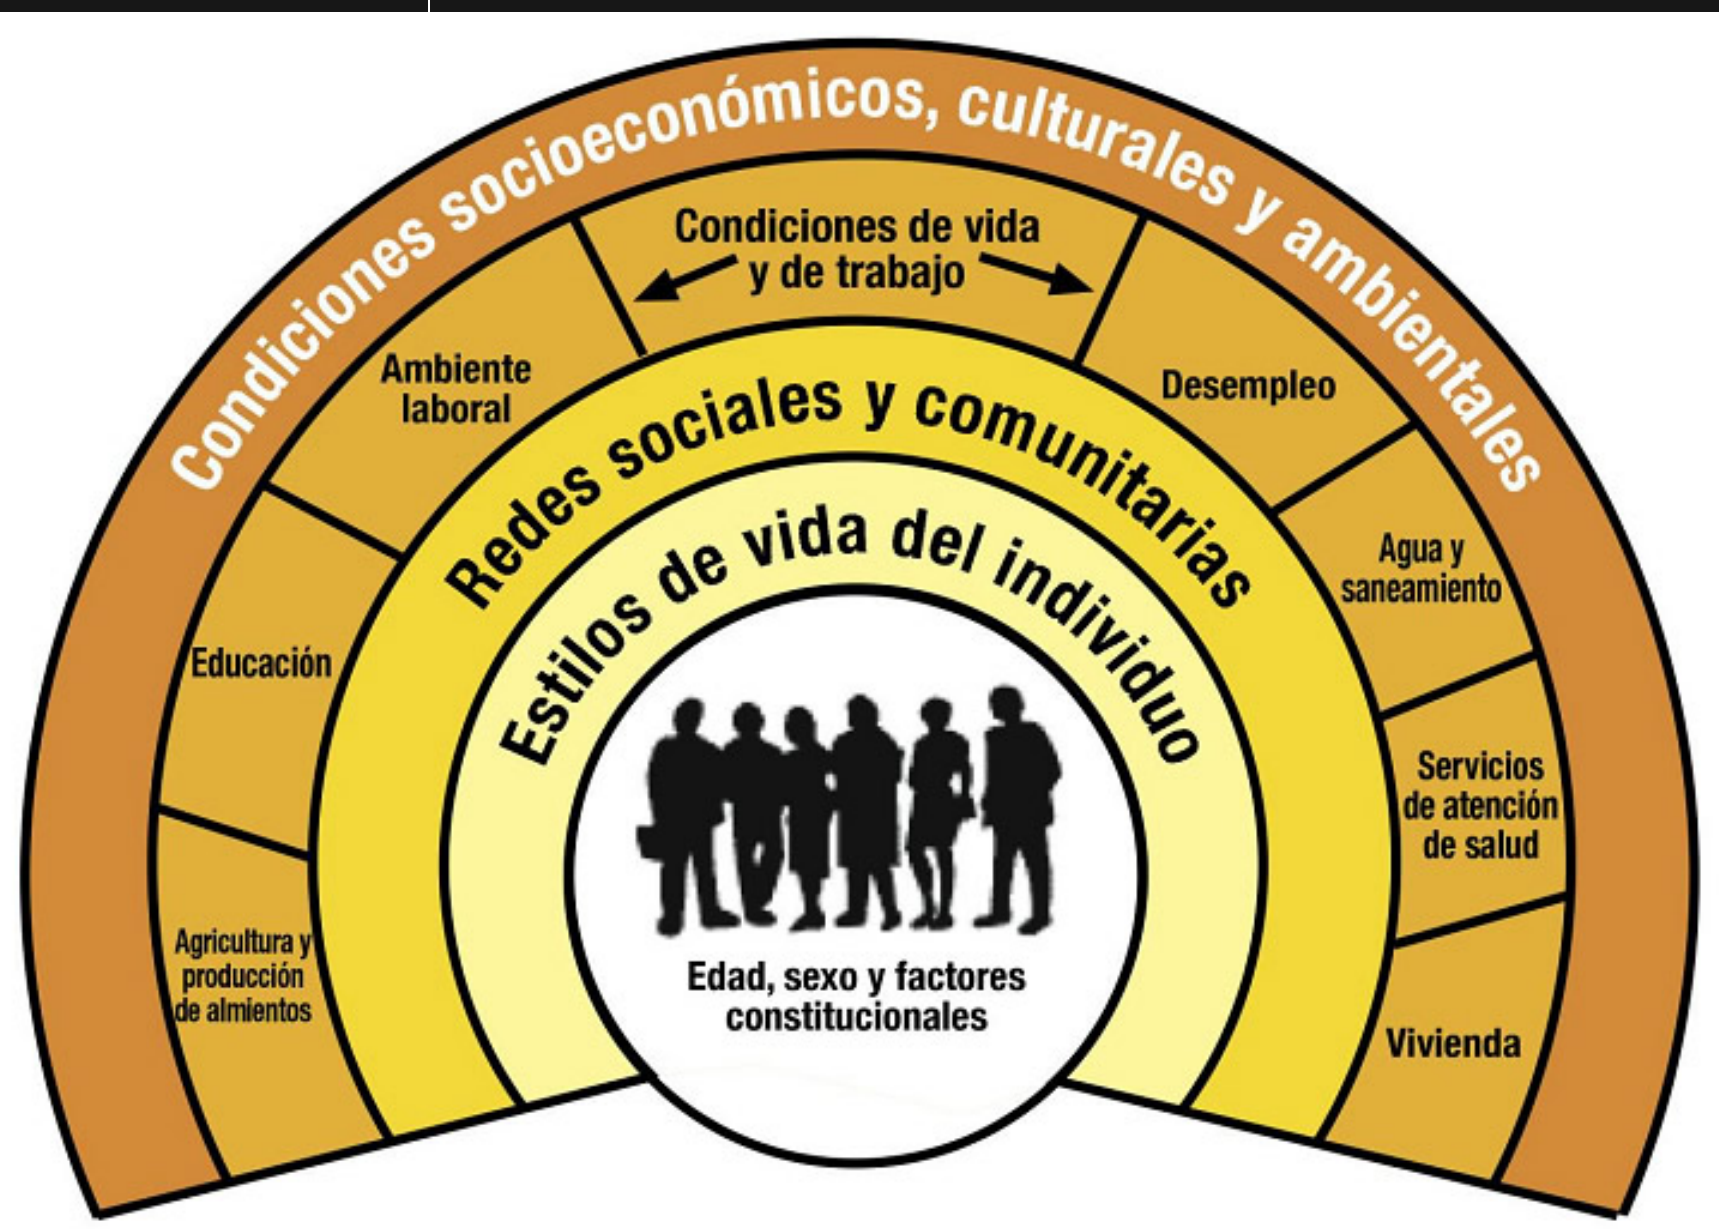 Condiciones socioeconómicos, culturales y ambientales
Condiciones de vida
y de trabajo
Ambiente
laboral
Desempleo
Redes sociales y comunitarias
Estilos de vida del individuo
Agua y
saneamiento
Educación
Servicios
de atención
de salud
Agricultura y
producción
de almientos
Edad, sexo y factores
constitucionales
Vivienda